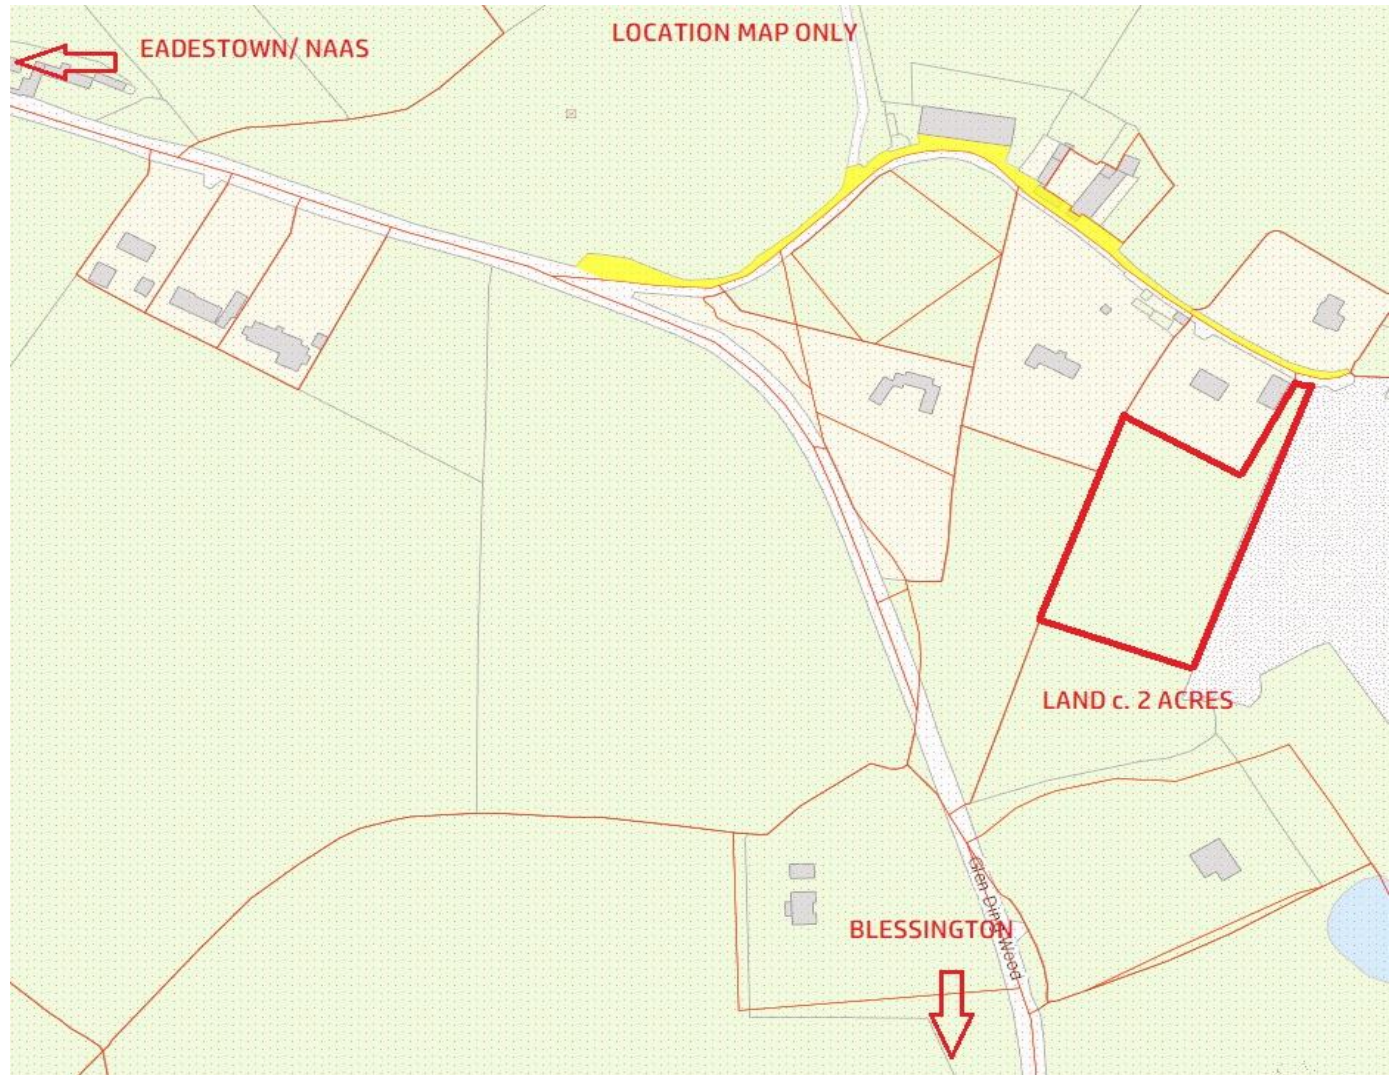 LOCATION MAP ONLY
EADESTOWN/ NAAS
LAND c. 2 ACRES
Glen Ding Wood
BLESSINGTON